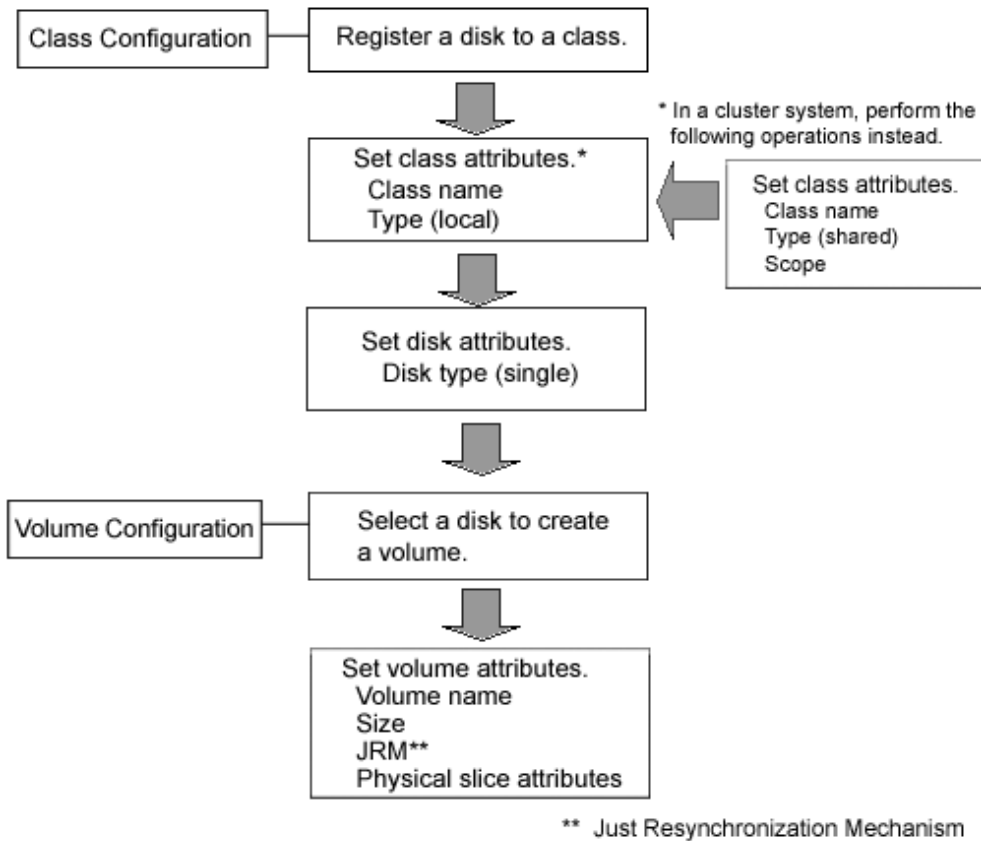 Class Configuration
Register a disk to a class.
* In a cluster system, perform the
following operations instead.
Set class attributes.*
Class name
Type (local)
Set class attributes.
Class name
Type (shared)
Scope
Set disk attributes.
Disk type (single)
Volume Configuration
Select a disk to create
a volume.
Set volume attributes.
Volume name
Size
JRM**
Physical slice attributes
** Just Resynchronization Mechanism